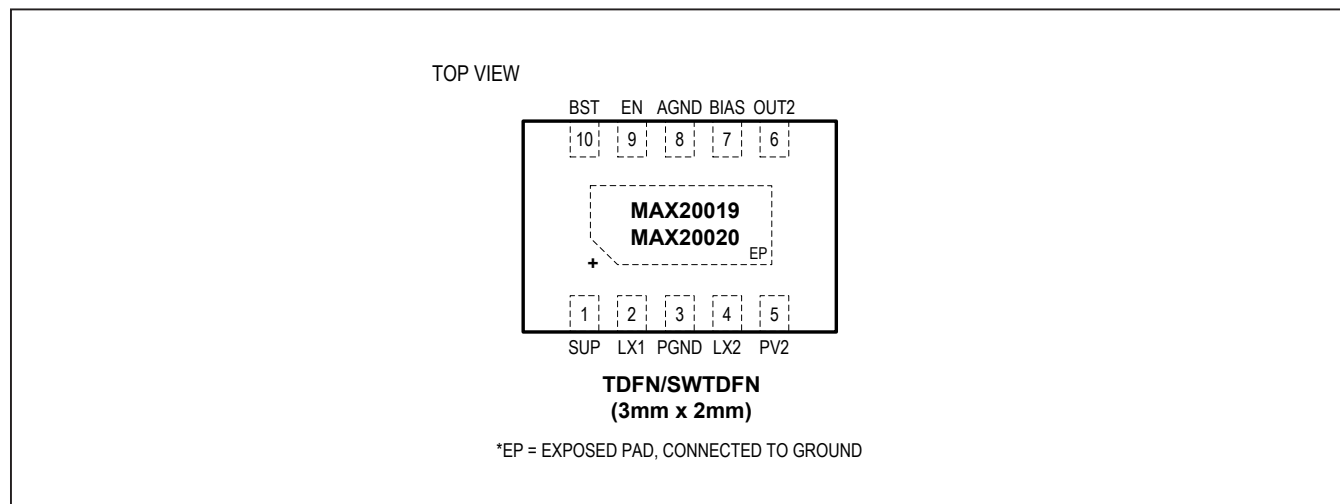 TOP VIEW
BST EN AGND BIAS OUT2
10 9 8 7 6
MAX20019
MAX20020
EP
+
1 2 3 4 5
SUP LX1 PGND LX2 PV2
TDFN/SWTDFN
(3mm x 2mm)
*EP = EXPOSED PAD, CONNECTED TO GROUND